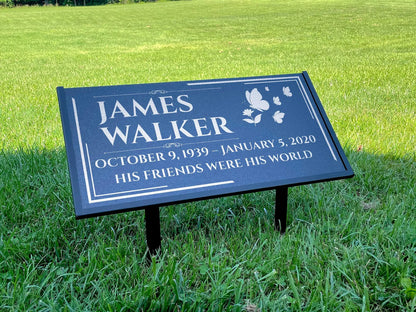 JAMES
WALKER
OCTOBER 9, 1939 – JANUARY 5, 2020
HIS FRIENDS WERE HIS WORLD